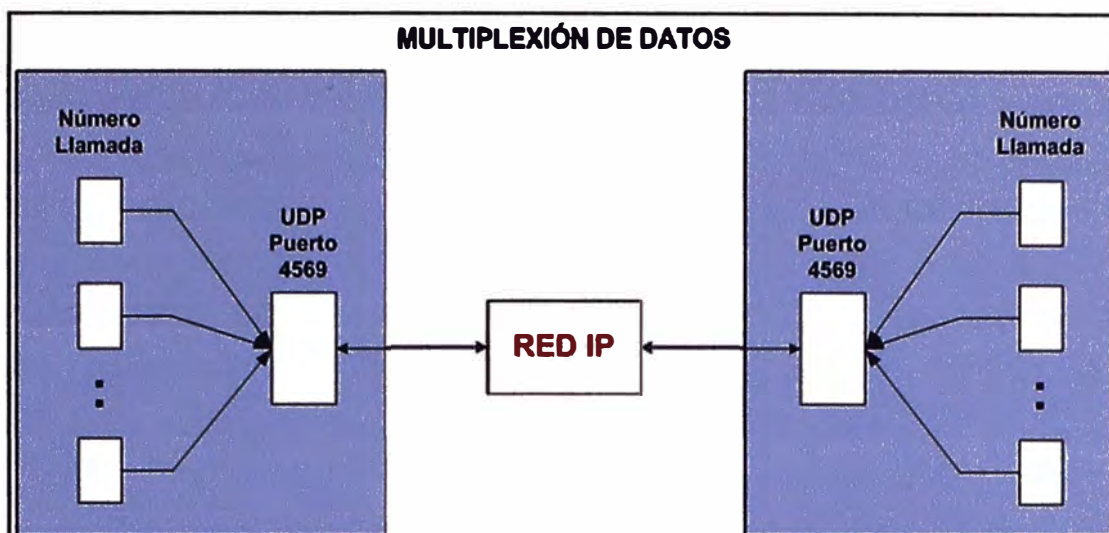 MULTIPLEXIÓN DE DATOS
Número
Llamada
UDP
Puerto
4569
RED IP
UDP
Puerto
4569
Número
Llamada